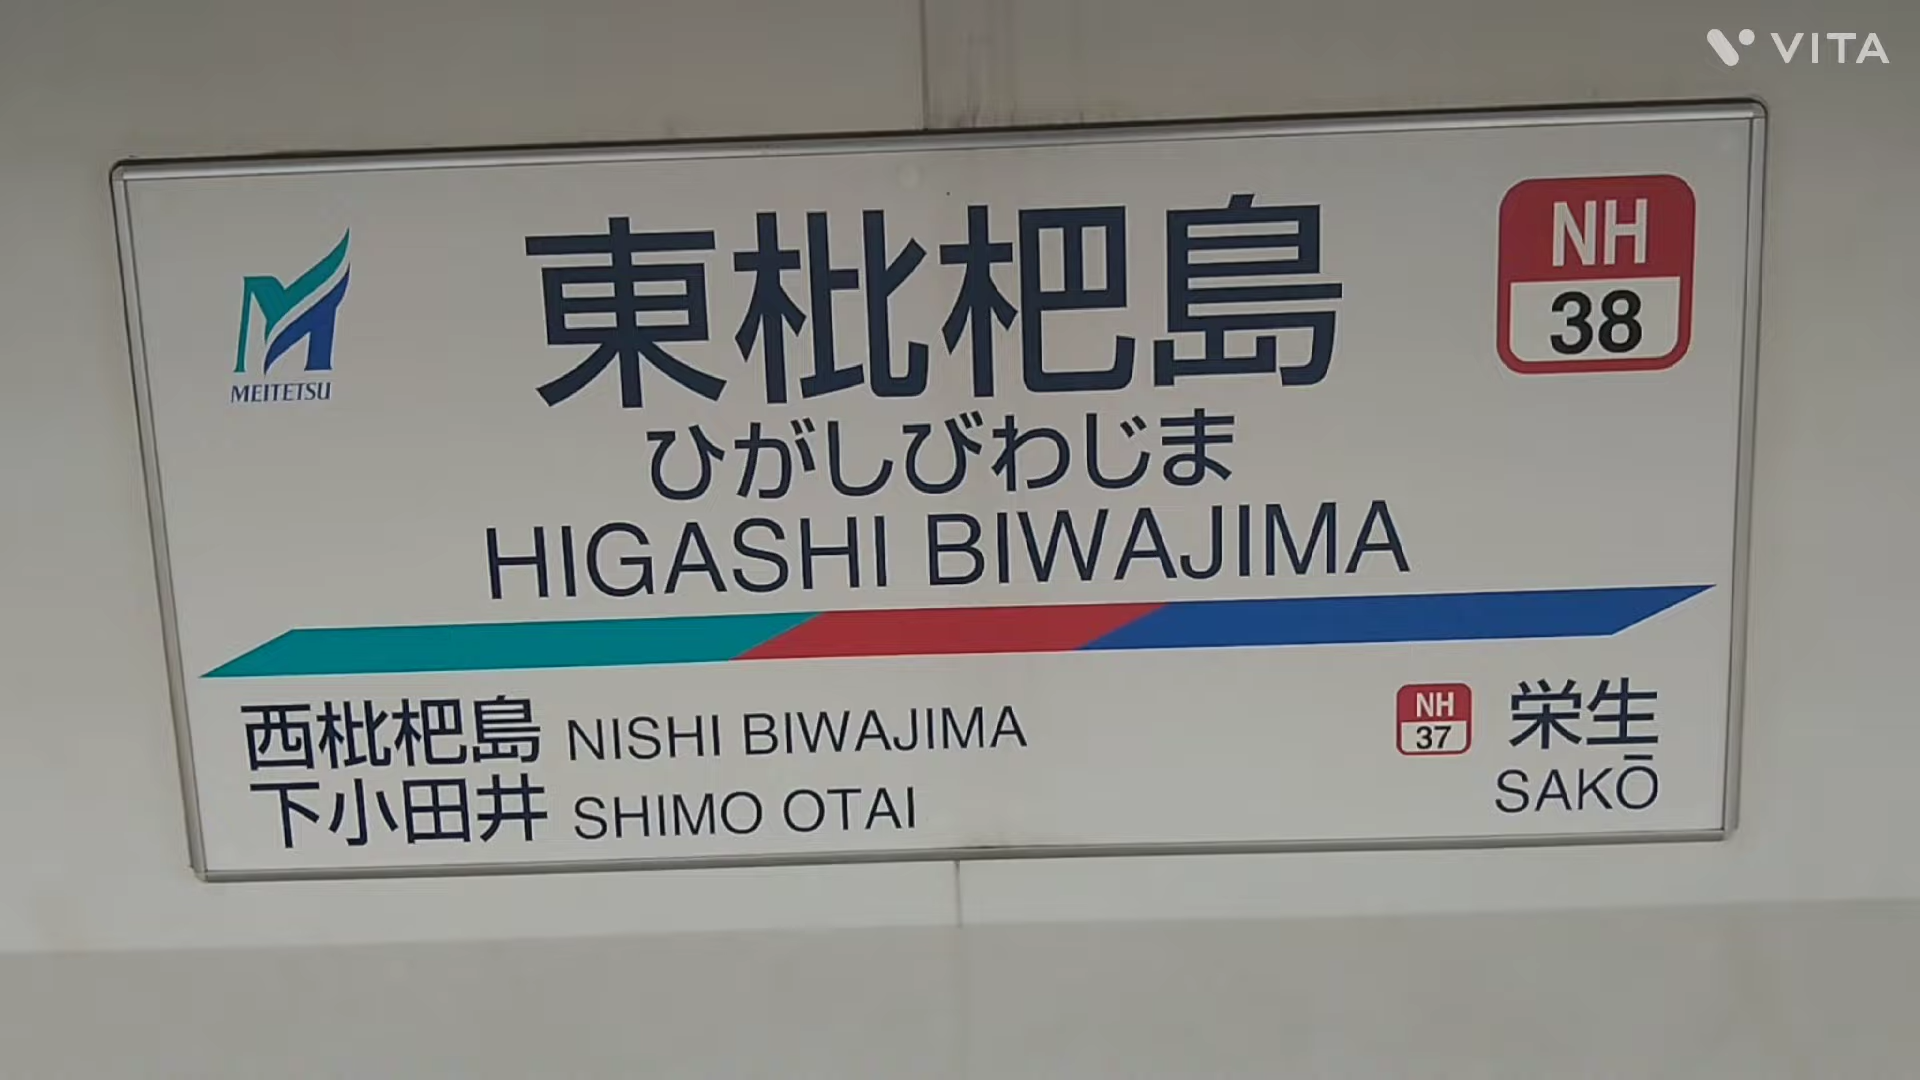 VITA
MEITETSU
東枇杷島
ひがしびわじま
HIGASHI BIWAJIMA
NH
38
西枇杷島 NISHI BIWAJIMA
下小田井 SHIMO OTAI
NH
37
栄生
SAKŌ